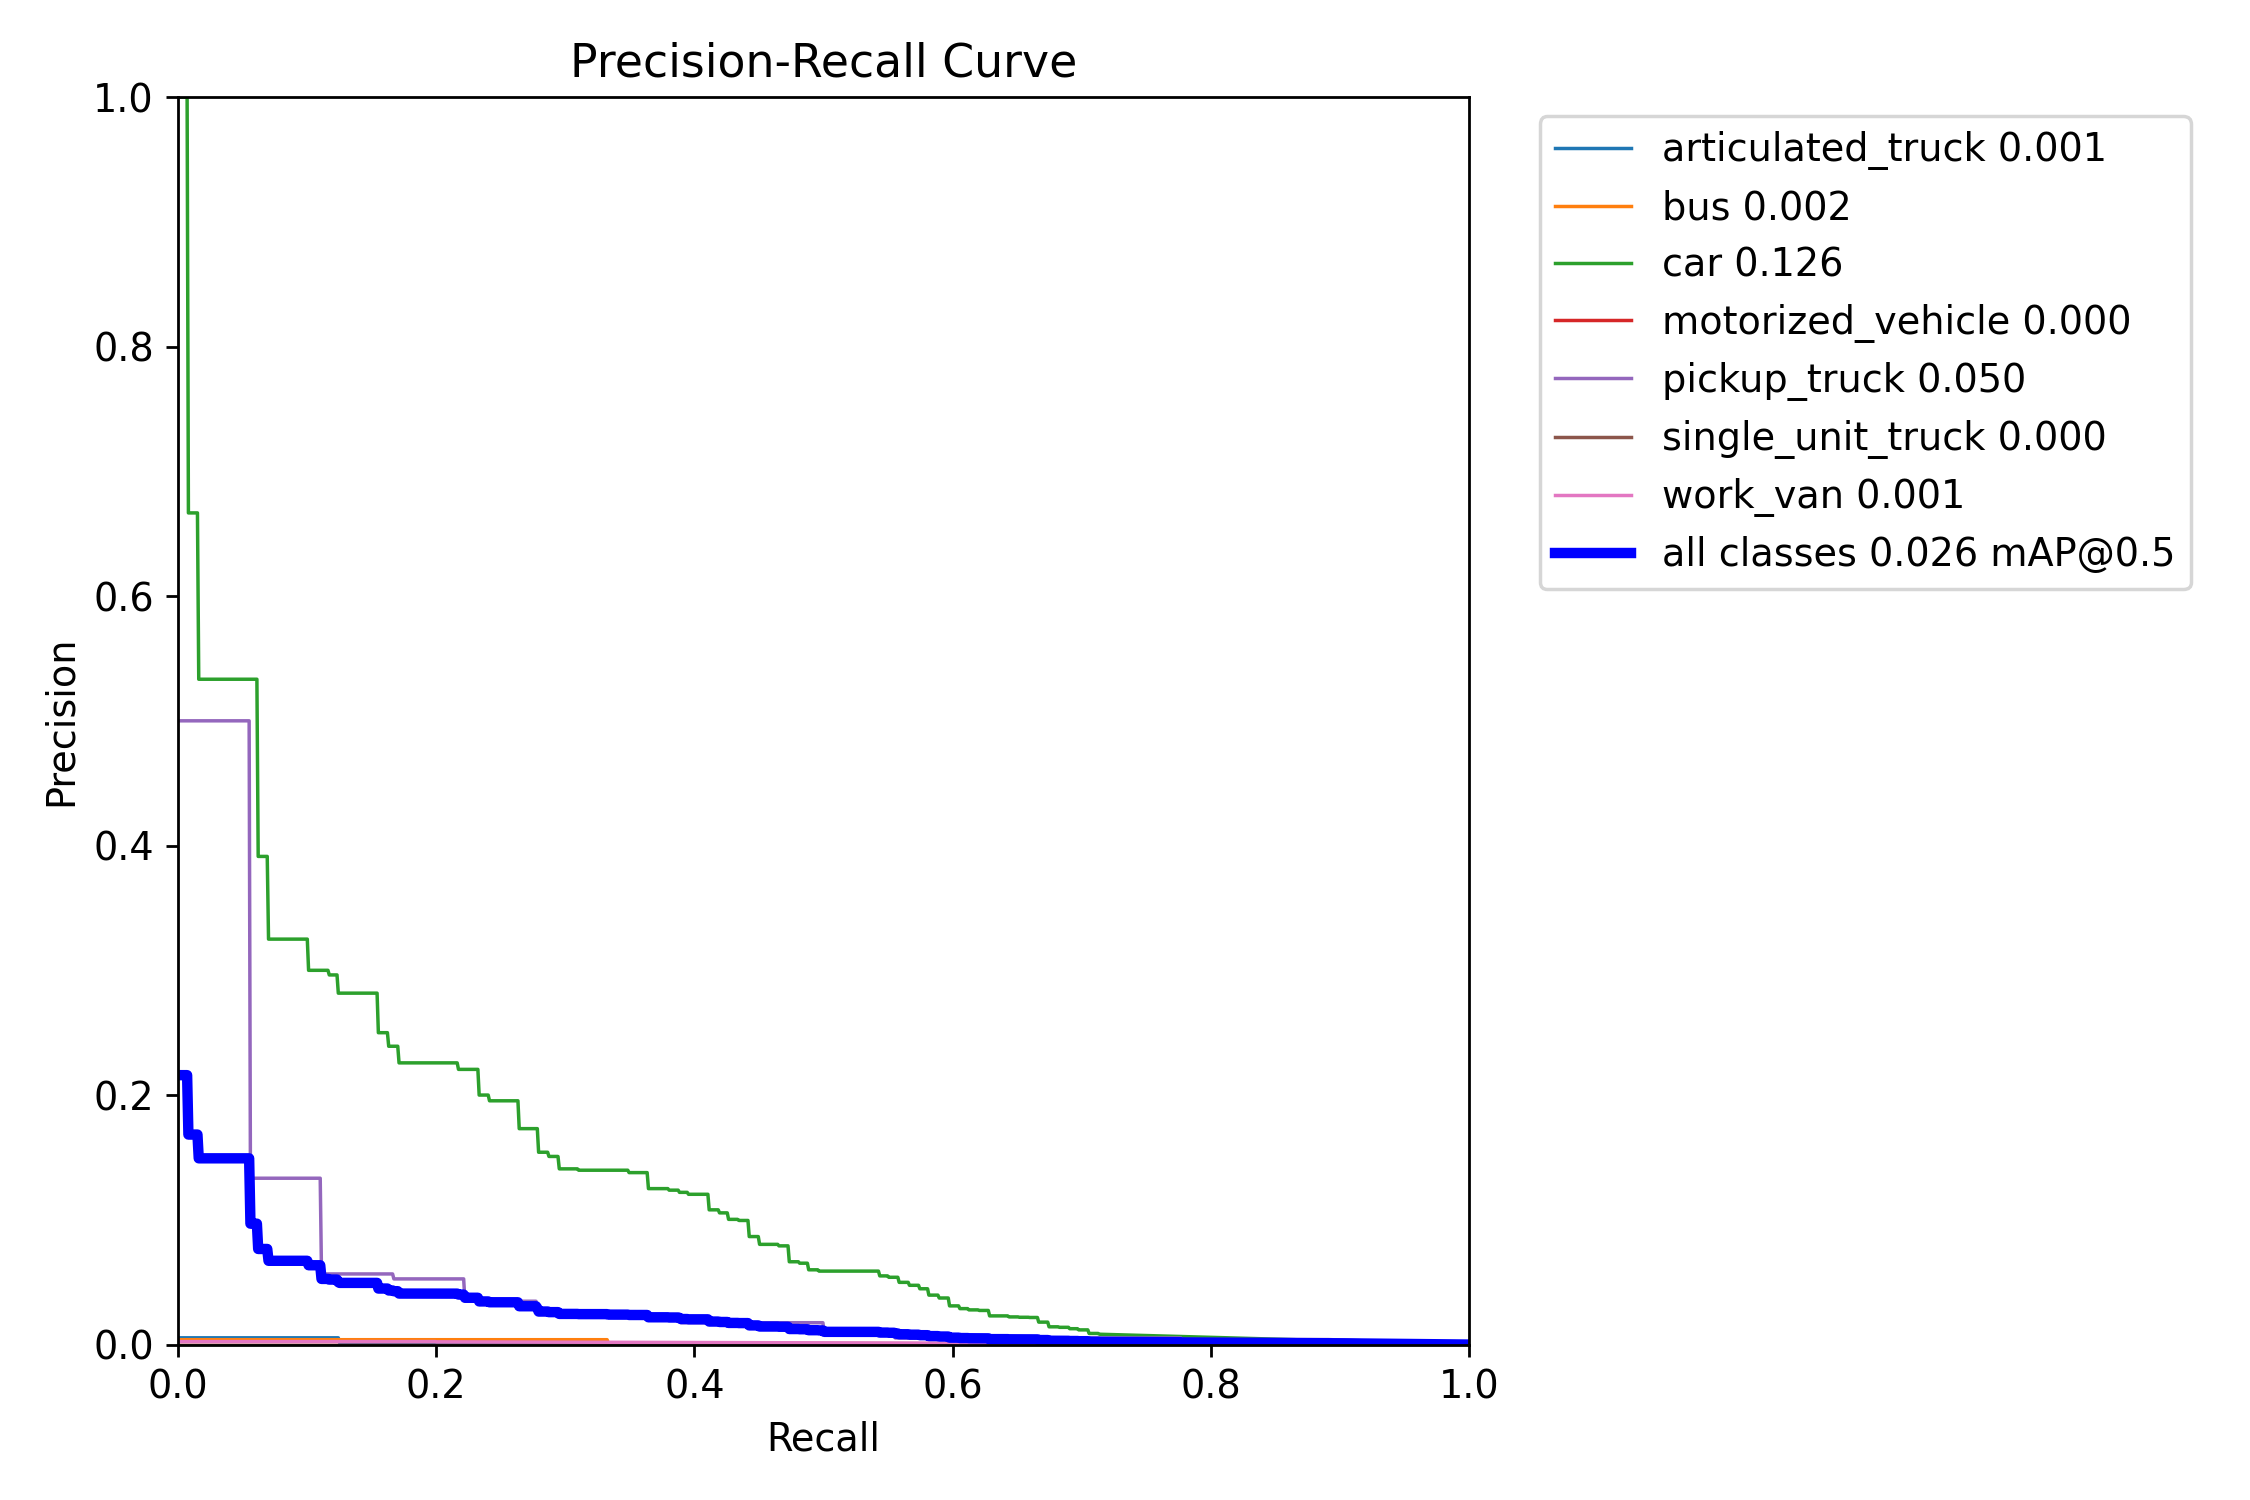 Precision-Recall Curve
1.0
0.8
0.6
0.4
0.2
0.0
Precision
0.0 0.2 0.4 0.6 0.8 1.0
Recall
articulated_truck 0.001
bus 0.002
car 0.126
motorized_vehicle 0.000
pickup_truck 0.050
single_unit_truck 0.000
work_van 0.001
all classes 0.026 mAP@0.5